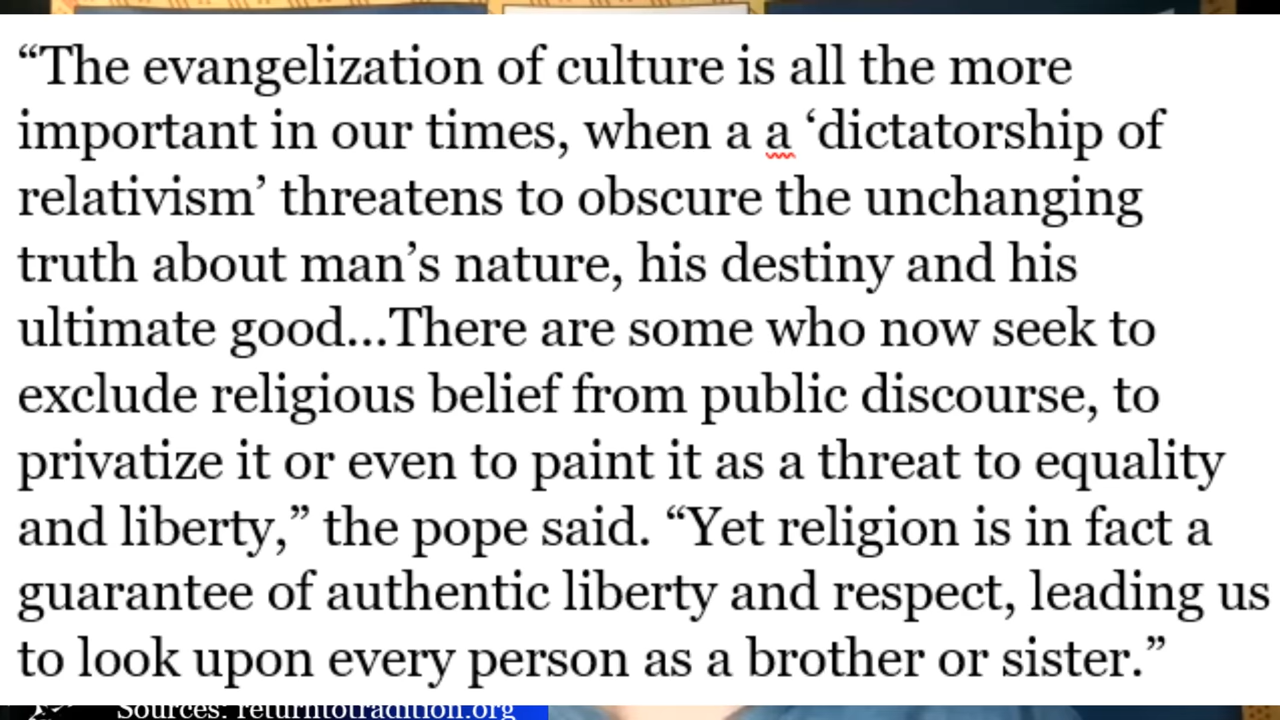 “The evangelization of culture is all the more
important in our times, when a a ‘dictatorship of
relativism’ threatens to obscure the unchanging
truth about man’s nature, his destiny and his
ultimate good...There are some who now seek to
exclude religious belief from public discourse, to
privatize it or even to paint it as a threat to equality
and liberty,” the pope said. “Yet religion is in fact a
guarantee of authentic liberty and respect, leading us
to look upon every person as a brother or sister.”
Sources: returntotradition.org